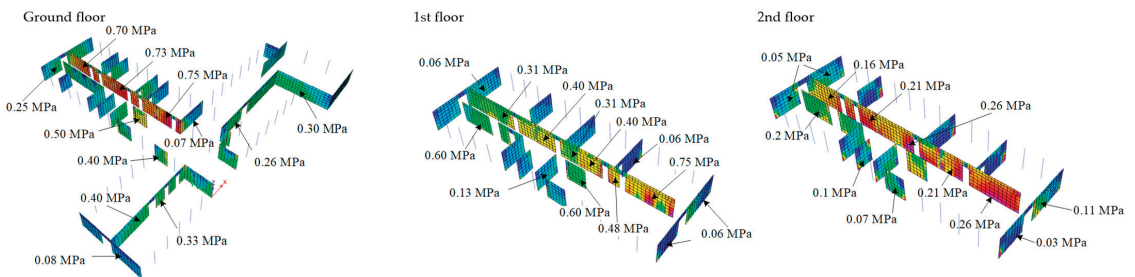 Ground floor
0.70 MPa
0.73 MPa
0.75 MPa
0.25 MPa
0.50 MPa
0.07 MPa
0.30 MPa
0.26 MPa
0.40 MPa
0.40 MPa
0.33 MPa
0.08 MPa
X
1st floor
0.06 MPa
0.31 MPa
0.40 MPa
0.31 MPa
0.40 MPa
0.06 MPa
0.60 MPa
0.75 MPa
0.13 MPa
0.60 MPa
0.48 MPa
0.06 MPa
2nd floor
0.05 MPa
0.16 MPa
0.21 MPa
0.26 MPa
0.2 MPa
0.1 MPa
0.21 MPa
0.07 MPa
0.26 MPa
0.11 MPa
0.03 MPa